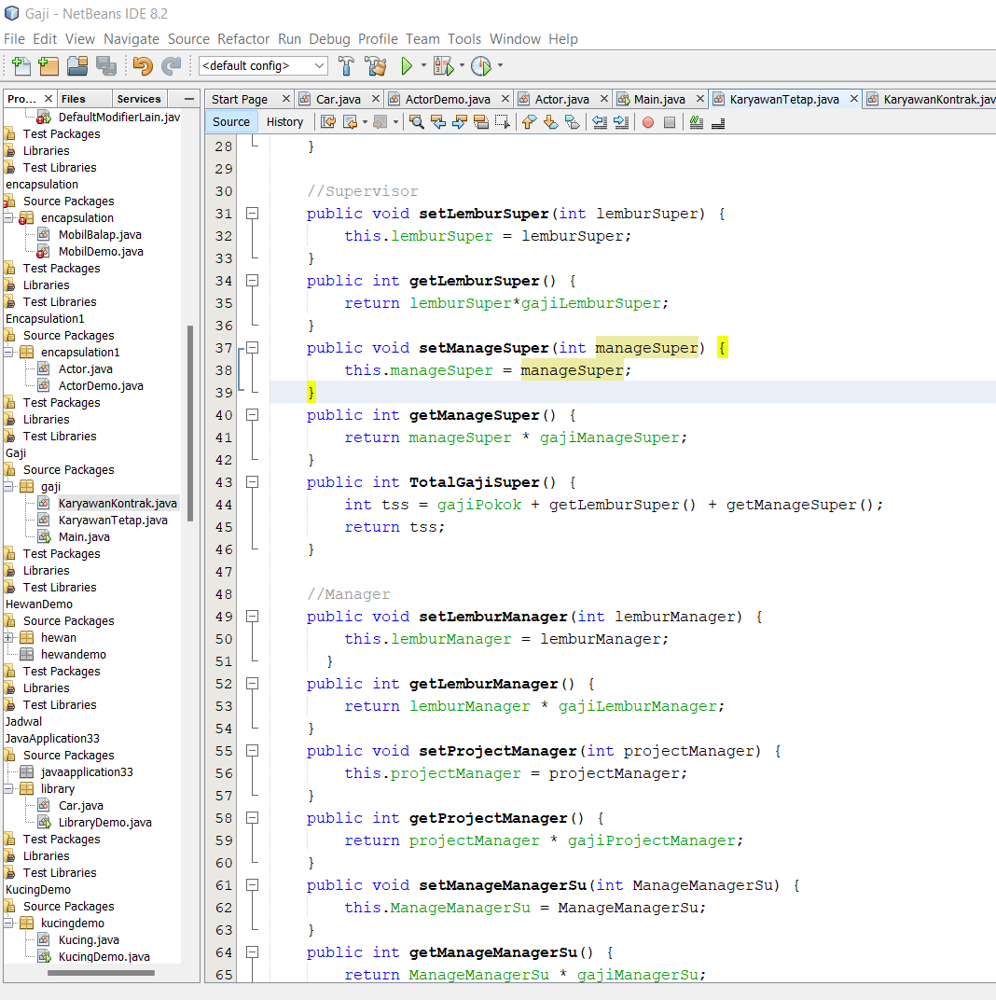 Gaji - NetBeans IDE 8.2
File Edit View Navigate Source Refactor Run Debug Profile Team Tools Window Help
<default config>
Pro... Files Services
DefaultModifierLain.jav
Test Packages
Libraries
Test Libraries
encapsulation
Source Packages
encapsulation
MobilBalap.java
MobilDemo.java
Test Packages
Libraries
Test Libraries
Encapsulation1
Source Packages
encapsulation1
Actor.java
ActorDemo.java
Test Packages
Libraries
Test Libraries
Gaji
Source Packages
gaji
KaryawanKontrak.java
KaryawanTetap.java
Main.java
Test Packages
Libraries
Test Libraries
HewanDemo
Source Packages
hewan
hewandemo
Test Packages
Libraries
Test Libraries
Jadwal
JavaApplication33
Source Packages
javaapplication33
library
Car.java
LibraryDemo.java
Test Packages
Libraries
Test Libraries
KucingDemo
Source Packages
kucingdemo
Kucing.java
KucingDemo.java
Start Page Car.java ActorDemo.java Actor.java Main.java KaryawanTetap.java KaryawanKontrak.jav
Source History
28 }
29
30 //Supervisor
31 public void setLemburSuper(int lemburSuper) {
32 this.lemburSuper = lemburSuper;
33 }
34 public int getLemburSuper() {
35 return lemburSuper*gajiLemburSuper;
36 }
37 public void setManageSuper(int manageSuper) {
38 this.manageSuper = manageSuper;
39 }
40 public int getManageSuper() {
41 return manageSuper * gajiManageSuper;
42 }
43 public int TotalGajiSuper() {
44 int tss = gajiPokok + getLemburSuper() + getManageSuper();
45 return tss;
46 }
47
48 //Manager
49 public void setLemburManager(int lemburManager) {
50 this.lemburManager = lemburManager;
51 }
52 public int getLemburManager() {
53 return lemburManager * gajiLemburManager;
54 }
55 public void setProjectManager(int projectManager) {
56 this.projectManager = projectManager;
57 }
58 public int getProjectManager() {
59 return projectManager * gajiProjectManager;
60 }
61 public void setManageManagerSu(int ManageManagerSu) {
62 this.ManageManagerSu = ManageManagerSu;
63 }
64 public int getManageManagerSu() {
65 return ManageManagerSu * gajiManagerSu;